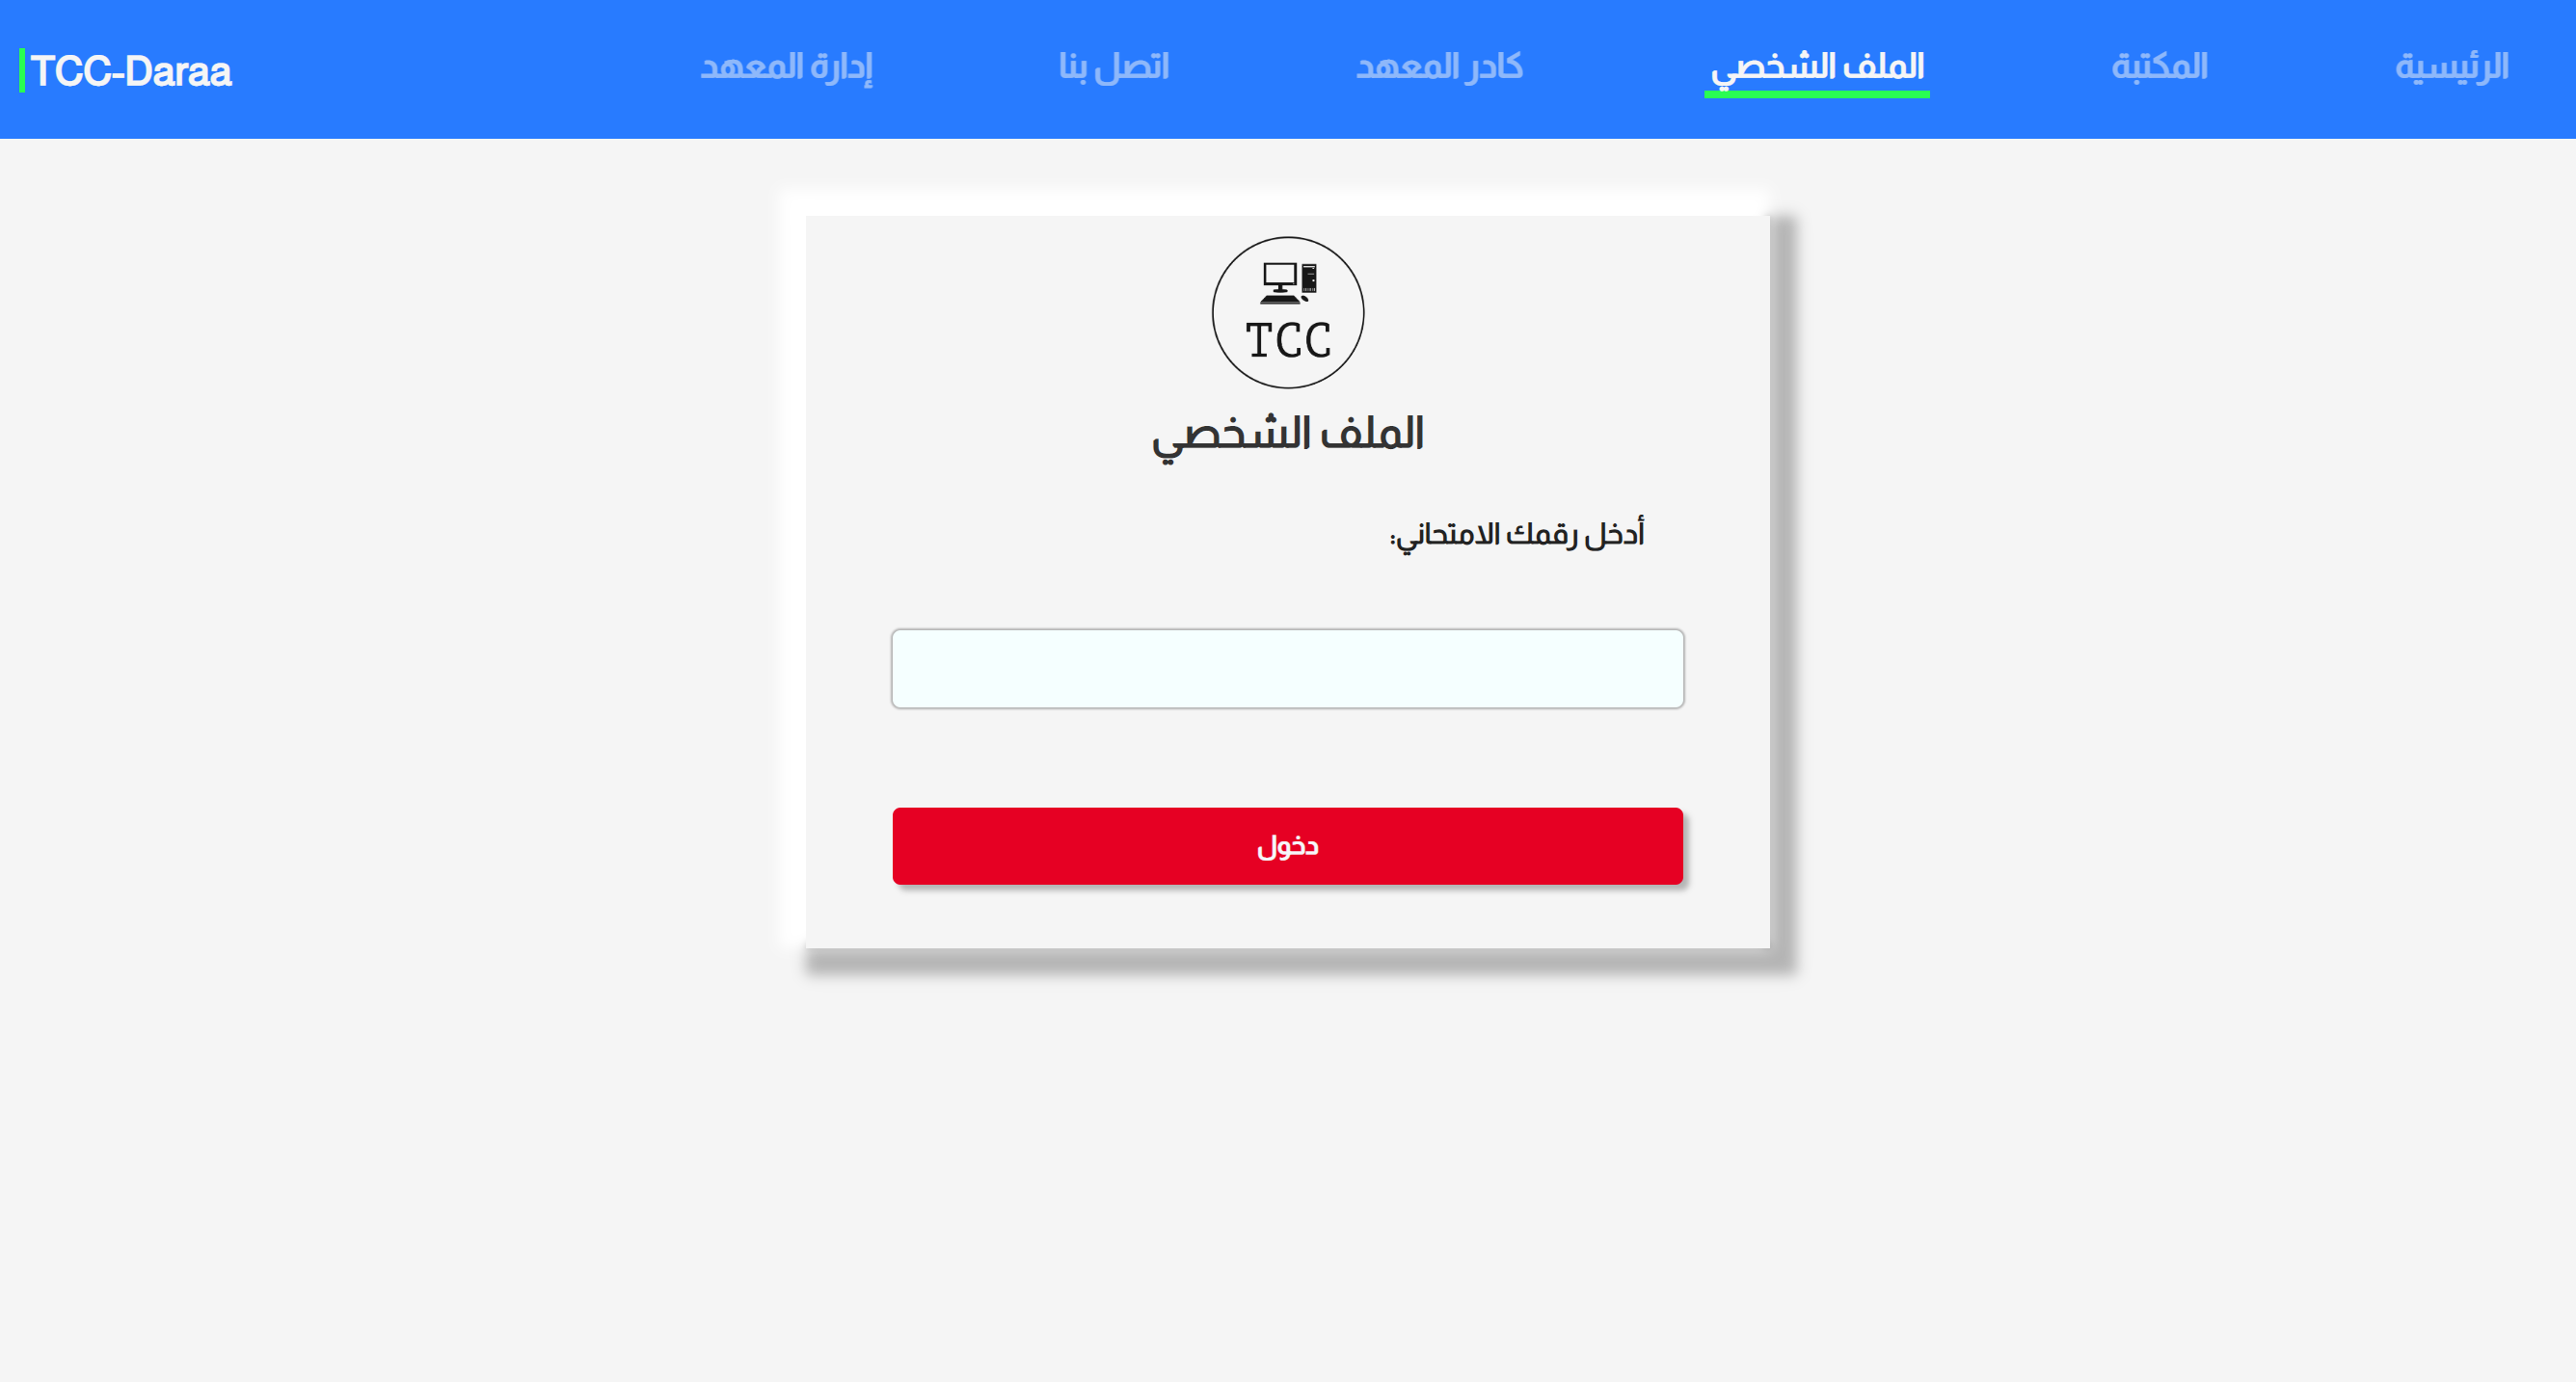 الرئيسية
المكتبة
الملف الشخصي
كادر المعهد
اتصل بنا
إدارة المعهد
TCC-Daraa
TCC
الملف الشخصي
أدخل رقمك الامتحاني:
دخول